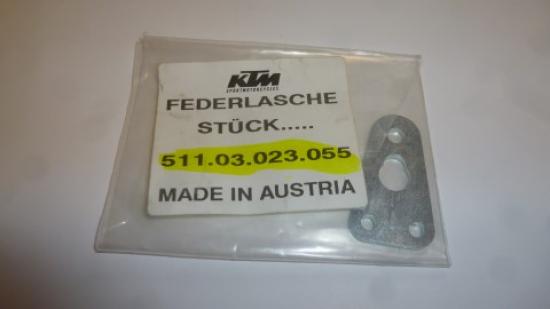 KTM
SPORTMOTORCYCLES
FEDERLASCHE
STÜCK.....
511.03.023.055
MADE IN AUSTRIA